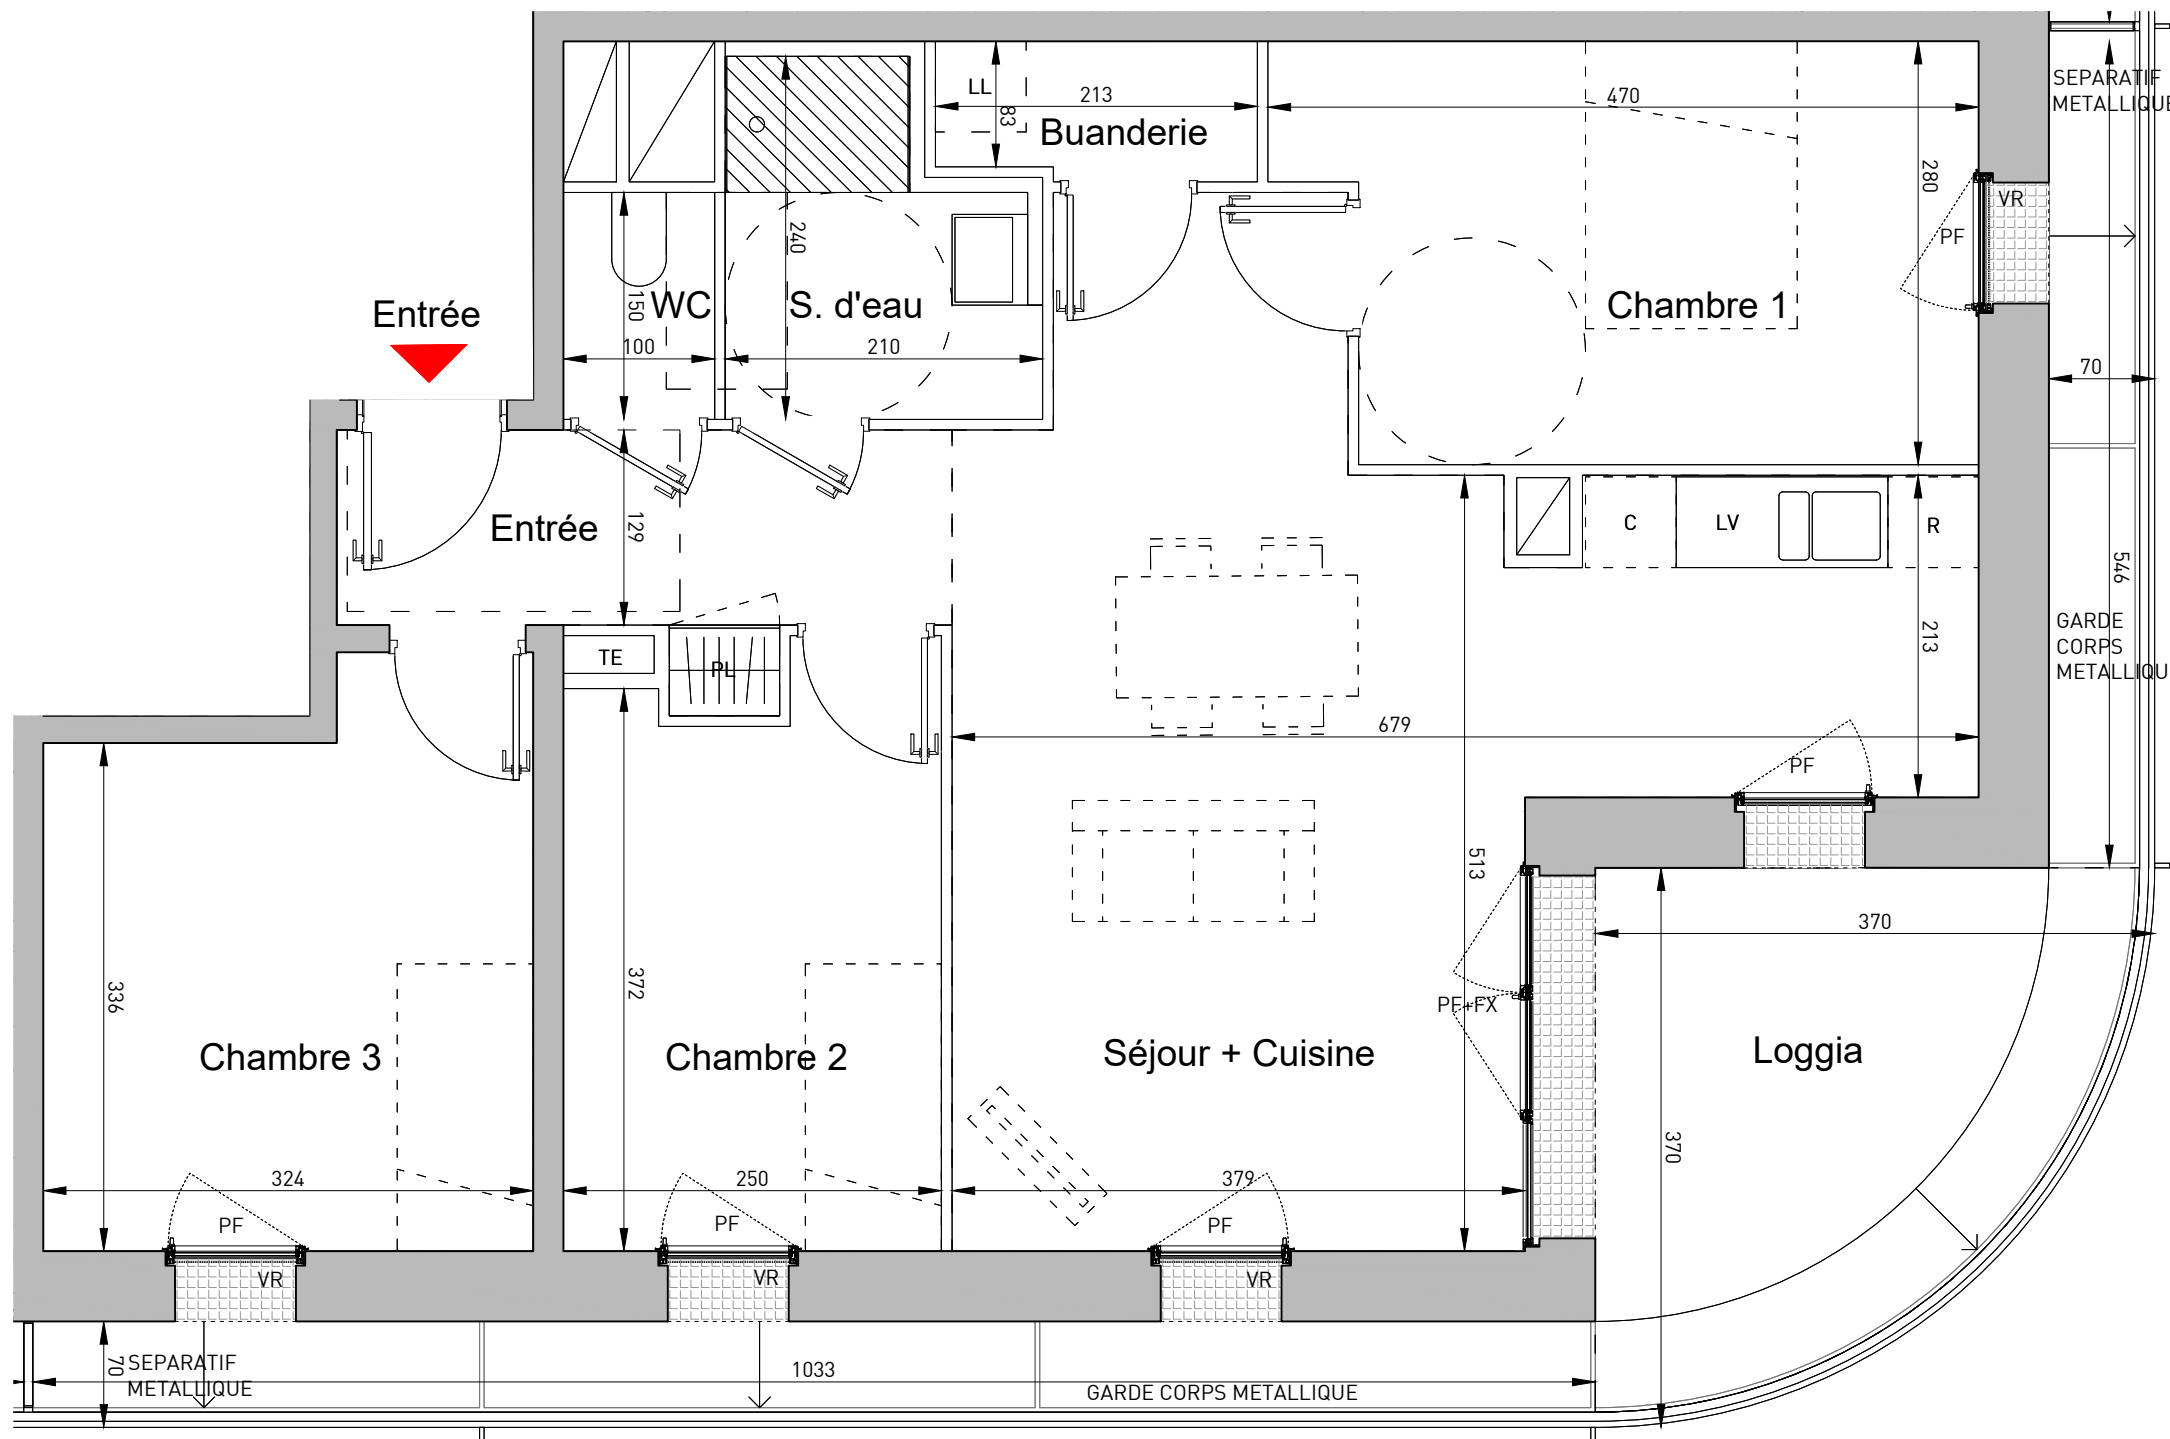 SEPARATIF
METALLIQUE
LL
83
213
Buanderie
470
280
VR
PF
240
Entrée
150
WC
S. d'eau
Chambre 1
100
210
70
Entrée
129
C
LV
R
546
GARDE
CORPS
METALLIQU
213
TE
PL
679
PF
513
370
336
372
PF+FX
Chambre 3
Chambre 2
Séjour + Cuisine
Loggia
370
324
250
379
PF
PF
PF
VR
VR
VR
70
SEPARATIF
METALLIQUE
1033
GARDE CORPS METALLIQUE